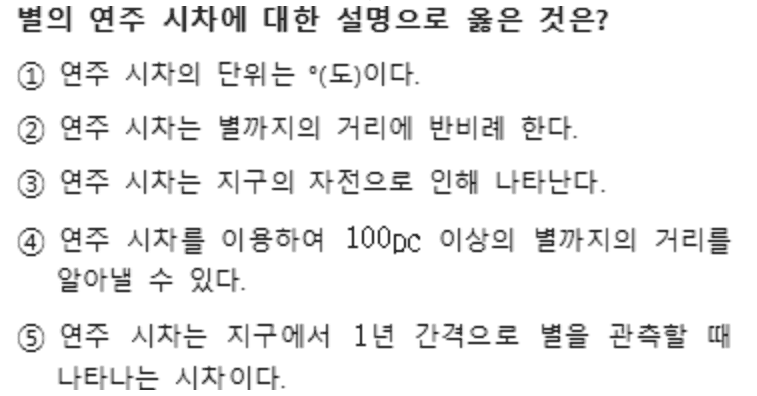 별의 연주 시차에 대한 설명으로 옳은 것은?
① 연주 시차의 단위는 °(도)이다.
② 연주 시차는 별까지의 거리에 반비례 한다.
③ 연주 시차는 지구의 자전으로 인해 나타난다.
④ 연주 시차를 이용하여 100pc 이상의 별까지의 거리를
알아낼 수 있다.
⑤ 연주 시차는 지구에서 1년 간격으로 별을 관측할 때
나타나는 시차이다.